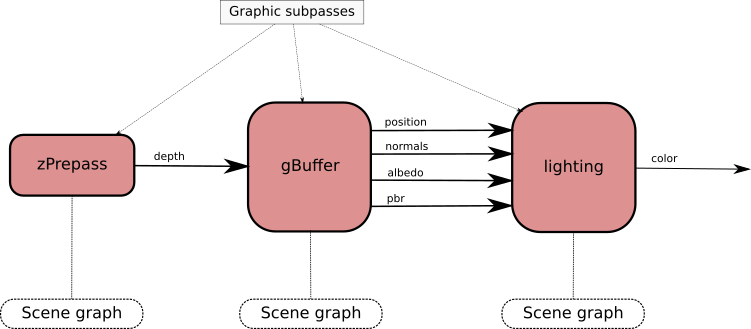 Graphic subpasses
zPrepass
depth
gBuffer
position
normals
albedo
pbr
lighting
color
Scene graph
Scene graph
Scene graph